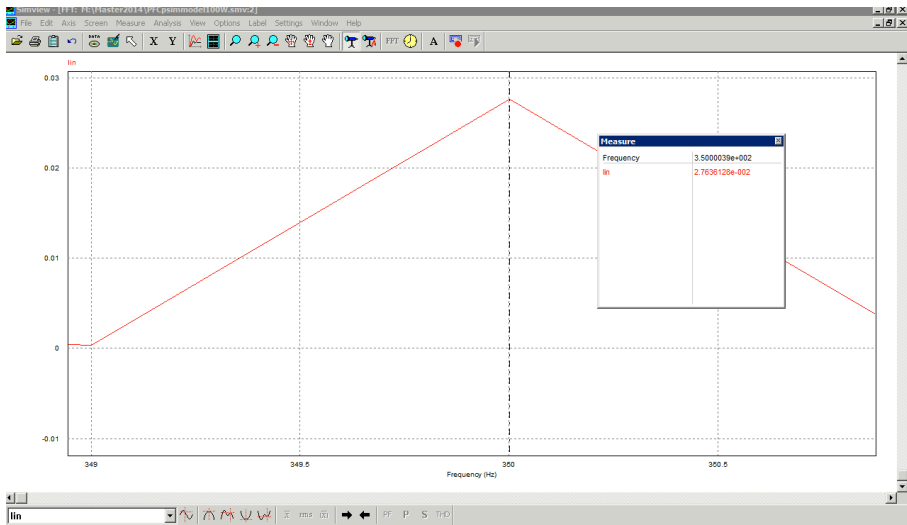 Simview - [FFT: M:\Master2014\PFCpsimmodel100W.smv:2]
File Edit Axis Screen Measure Analysis View Options Label Settings Window Help
DATA X Y FFT A
Iin
0.03
0.02
0.01
0
-0.01
Measure
Frequency 3.5000039e+002
Iin 2.7636126e-002
349 349.5 350 350.5
Frequency (Hz)
Iin x rms |x| PF P S THD